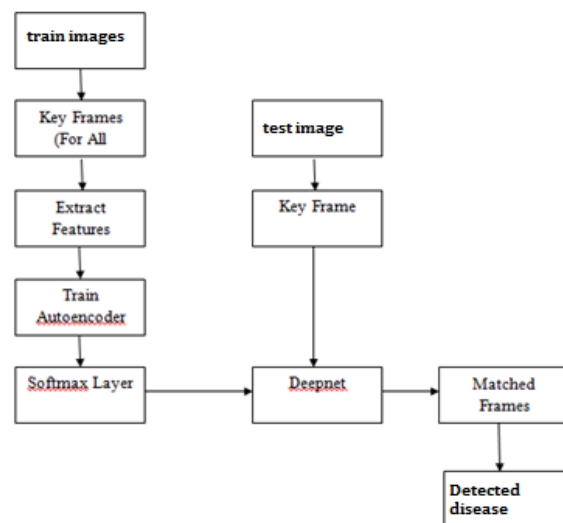 train images
Key Frames
(For All
test image
Extract
Features
Key Frame
Train
Autoencoder
Softmax Layer
Deepnet
Matched
Frames
Detected
disease